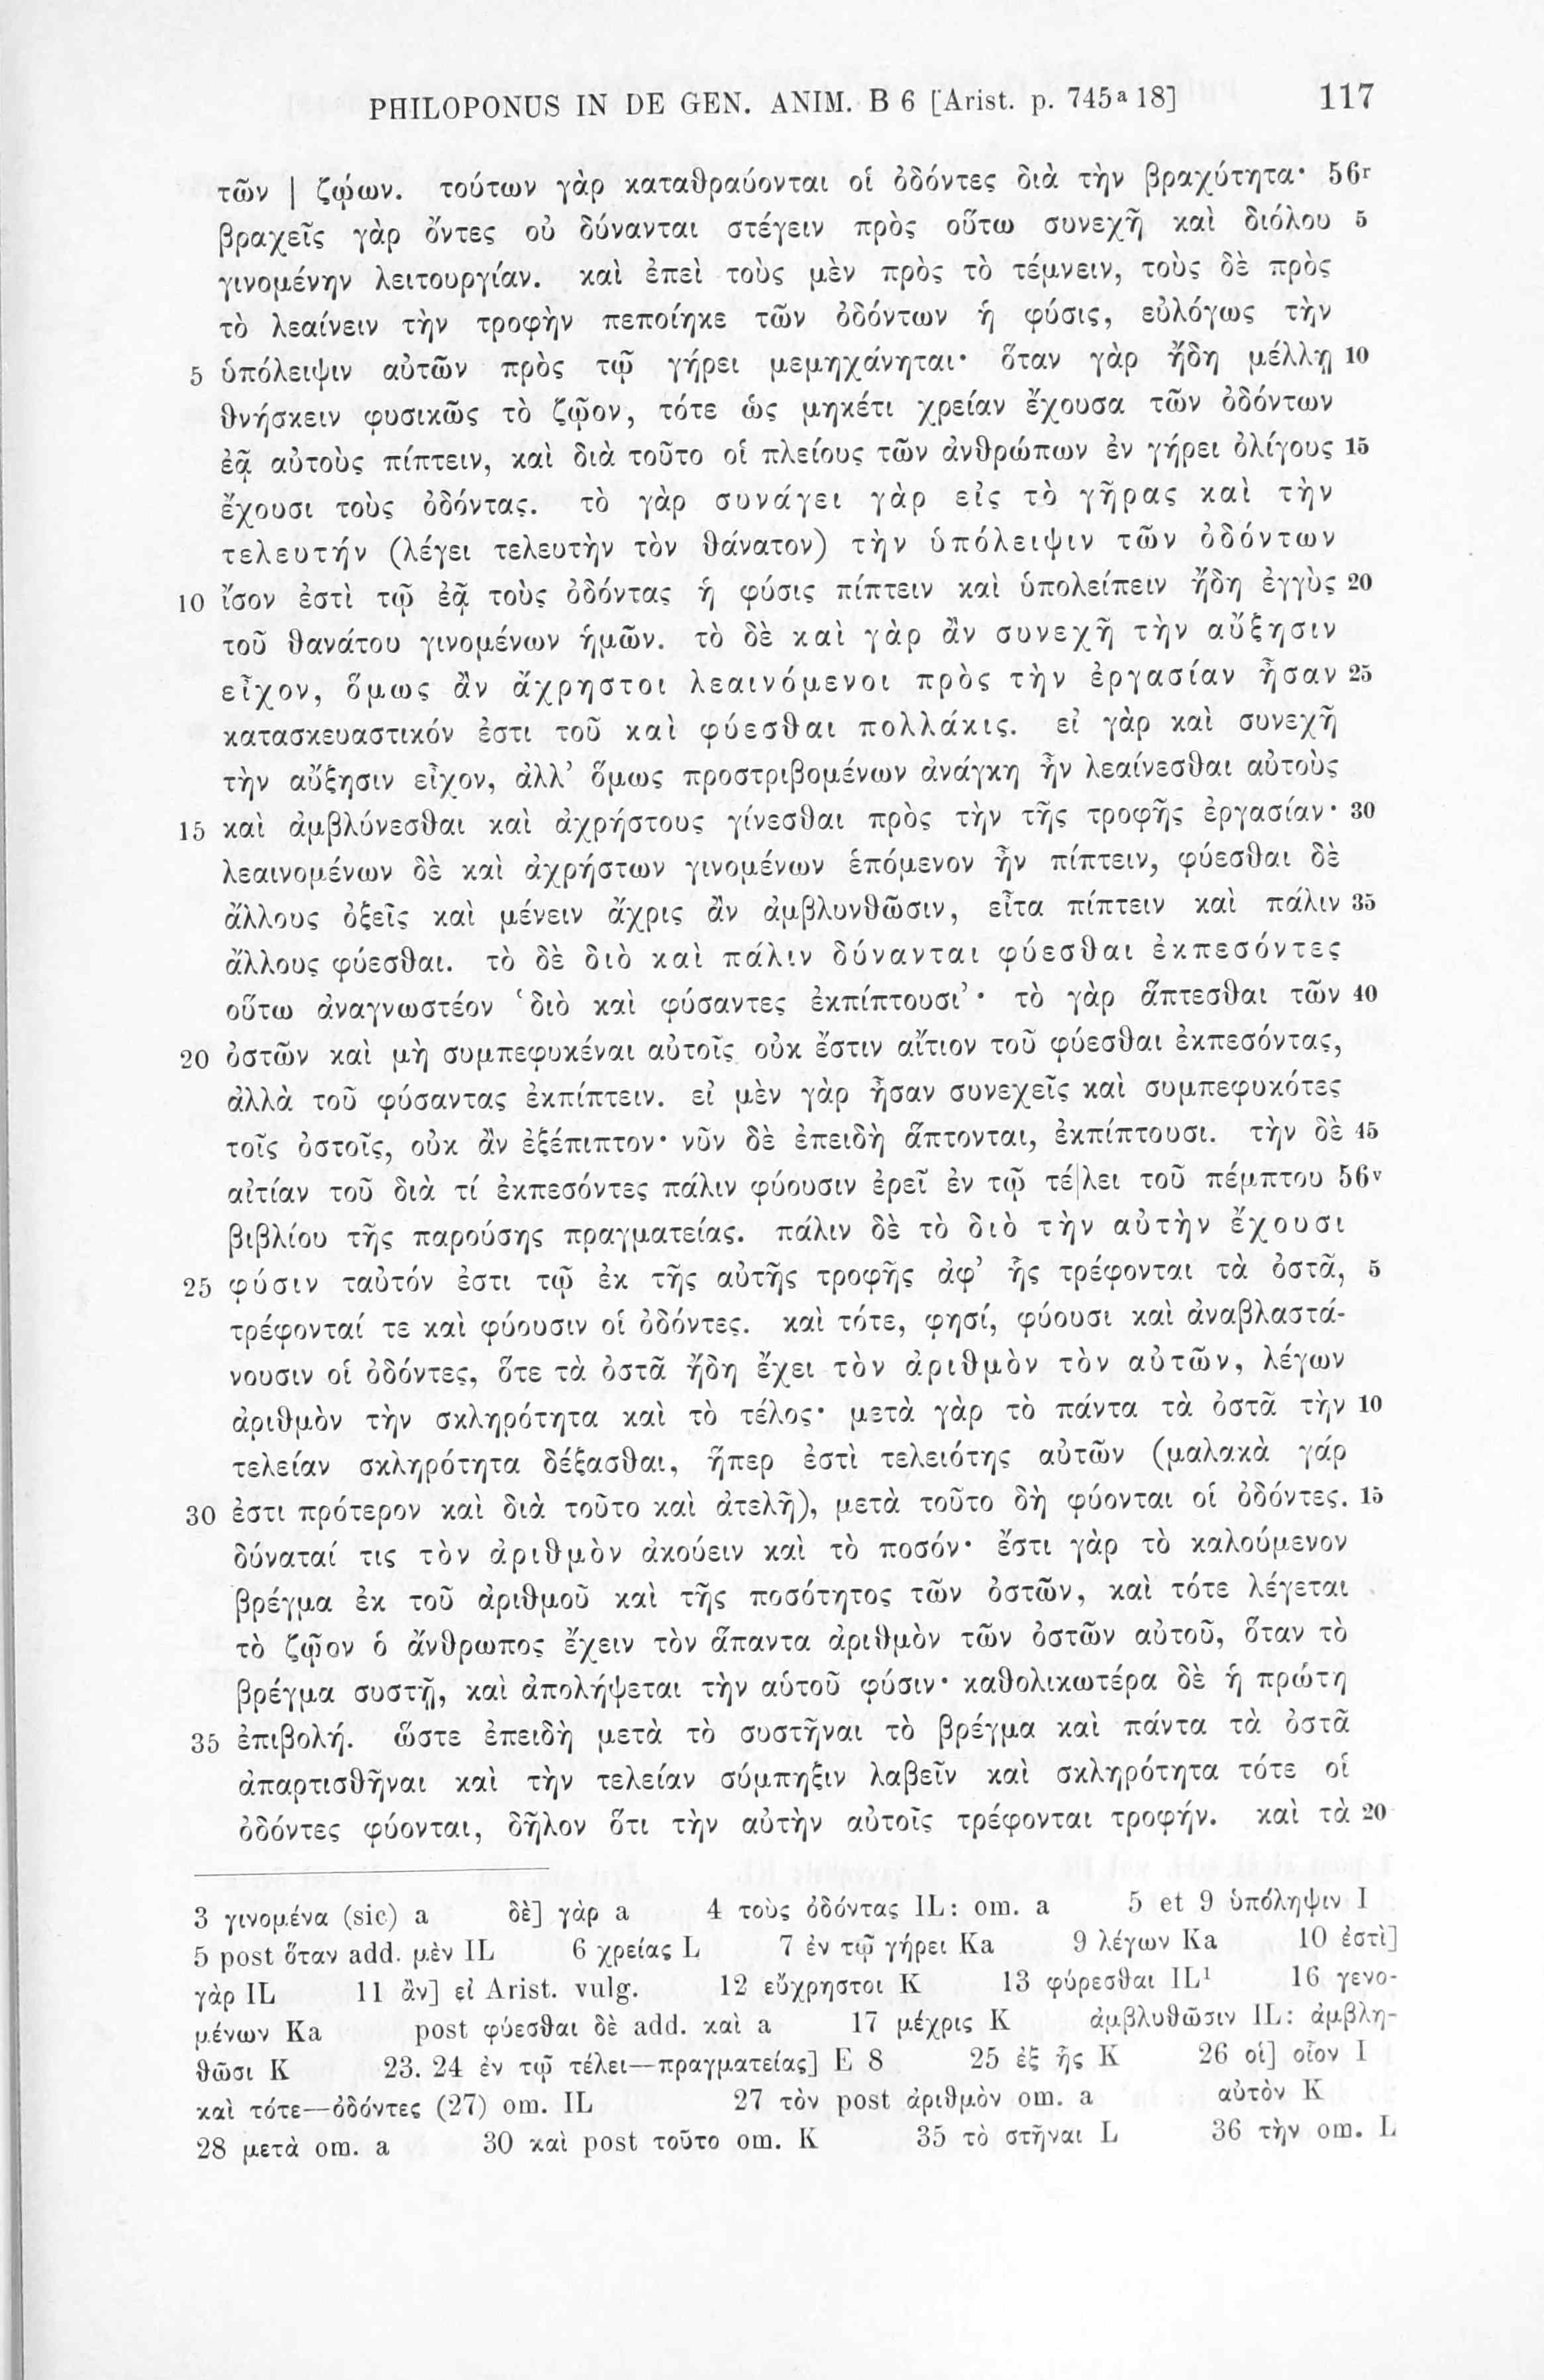 PHILOPONUS IN DE GEN. ANIM. B 6 [Arist. p. 745ª 18] 117
τῶν | ζῴων. τούτων γὰρ καταθραύονται οἱ ὀδόντες διὰ τὴν βραχύτητα· 56r
βραχεῖς γὰρ ὄντες οὐ δύνανται στέγειν πρὸς οὕτω συνεχῆ καὶ διόλου 5
γινομένην λειτουργίαν. καὶ ἐπεὶ τοὺς μὲν πρὸς τὸ τέμνειν, τοὺς δὲ πρὸς
τὸ λεαίνειν τὴν τροφὴν πεποίηκε τῶν ὀδόντων ἡ φύσις, εὐλόγως τὴν
5 ὑπόλειψιν αὐτῶν πρὸς τῷ γήρει μεμηχάνηται· ὅταν γὰρ ἤδη μέλλῃ 10
θνήσκειν φυσικῶς τὸ ζῷον, τότε ὡς μηκέτι χρείαν ἔχουσα τῶν ὀδόντων
ἐᾷ αὐτοὺς πίπτειν, καὶ διὰ τοῦτο οἱ πλείους τῶν ἀνθρώπων ἐν γήρει ὀλίγους 15
ἔχουσι τοὺς ὀδόντας. τὸ γὰρ συνάγει γὰρ εἰς τὸ γῆρας καὶ τὴν
τελευτήν (λέγει τελευτὴν τὸν θάνατον) τὴν ὑπόλειψιν τῶν ὀδόντων
10 ἴσον ἐστὶ τῷ ἐᾷ τοὺς ὀδόντας ἡ φύσις πίπτειν καὶ ὑπολείπειν ἤδη ἐγγὺς 20
τοῦ θανάτου γινομένων ἡμῶν. τὸ δὲ καὶ γὰρ ἂν συνεχῆ τὴν αὔξησιν
εἶχον, ὅμως ἂν ἄχρηστοι λεαινόμενοι πρὸς τὴν ἐργασίαν ἦσαν 25
κατασκευαστικόν ἐστι τοῦ καὶ φύεσθαι πολλάκις. εἰ γὰρ καὶ συνεχῆ
τὴν αὔξησιν εἶχον, ἀλλ’ ὅμως προστριβομένων ἀνάγκη ἦν λεαίνεσθαι αὐτοὺς
15 καὶ ἀμβλύνεσθαι καὶ ἀχρήστους γίνεσθαι πρὸς τὴν τῆς τροφῆς ἐργασίαν· 30
λεαινομένων δὲ καὶ ἀχρήστων γινομένων ἑπόμενον ἦν πίπτειν, φύεσθαι δὲ
ἄλλους ὀξεῖς καὶ μένειν ἄχρις ἂν ἀμβλυνθῶσιν, εἶτα πίπτειν καὶ πάλιν 35
ἄλλους φύεσθαι. τὸ δὲ διὸ καὶ πάλιν δύνανται φύεσθαι ἐκπεσόντες
οὕτω ἀναγνωστέον ‘διὸ καὶ φύσαντες ἐκπίπτουσι’· τὸ γὰρ ἅπτεσθαι τῶν 40
20 ὀστῶν καὶ μὴ συμπεφυκέναι αὐτοῖς οὐκ ἔστιν αἴτιον τοῦ φύεσθαι ἐκπεσόντας,
ἀλλὰ τοῦ φύσαντας ἐκπίπτειν. εἰ μὲν γὰρ ἦσαν συνεχεῖς καὶ συμπεφυκότες
τοῖς ὀστοῖς, οὐκ ἂν ἐξέπιπτον· νῦν δὲ ἐπειδὴ ἅπτονται, ἐκπίπτουσι. τὴν δὲ 45
αἰτίαν τοῦ διὰ τί ἐκπεσόντες πάλιν φύουσιν ἐρεῖ ἐν τῷ τέ|λει τοῦ πέμπτου 56v
βιβλίου τῆς παρούσης πραγματείας. πάλιν δὲ τὸ διὸ τὴν αὐτὴν ἔχουσι
25 φύσιν ταὐτόν ἐστι τῷ ἐκ τῆς αὐτῆς τροφῆς ἀφ’ ἧς τρέφονται τὰ ὀστᾶ, 5
τρέφονταί τε καὶ φύουσιν οἱ ὀδόντες. καὶ τότε, φησί, φύουσι καὶ ἀναβλαστά-
νουσιν οἱ ὀδόντες, ὅτε τὰ ὀστᾶ ἤδη ἔχει τὸν ἀριθμὸν τὸν αὑτῶν, λέγων
ἀριθμὸν τὴν σκληρότητα καὶ τὸ τέλος· μετὰ γὰρ τὸ πάντα τὰ ὀστᾶ τὴν 10
τελείαν σκληρότητα δέξασθαι, ἥπερ ἐστὶ τελειότης αὐτῶν (μαλακὰ γάρ
30 ἐστι πρότερον καὶ διὰ τοῦτο καὶ ἀτελῆ), μετὰ τοῦτο δὴ φύονται οἱ ὀδόντες. 15
δύναταί τις τὸν ἀριθμὸν ἀκούειν καὶ τὸ ποσόν· ἔστι γὰρ τὸ καλούμενον
βρέγμα ἐκ τοῦ ἀριθμοῦ καὶ τῆς ποσότητος τῶν ὀστῶν, καὶ τότε λέγεται
τὸ ζῷον ὁ ἄνθρωπος ἔχειν τὸν ἅπαντα ἀριθμὸν τῶν ὀστῶν αὐτοῦ, ὅταν τὸ
βρέγμα συστῇ, καὶ ἀπολήψεται τὴν αὑτοῦ φύσιν· καθολικωτέρα δὲ ἡ πρώτη
35 ἐπιβολή. ὥστε ἐπειδὴ μετὰ τὸ συστῆναι τὸ βρέγμα καὶ πάντα τὰ ὀστᾶ
ἀπαρτισθῆναι καὶ τὴν τελείαν σύμπηξιν λαβεῖν καὶ σκληρότητα τότε οἱ
ὀδόντες φύονται, δῆλον ὅτι τὴν αὐτὴν αὐτοῖς τρέφονται τροφήν. καὶ τὰ 20
3 γινομένα (sic) a δὲ] γὰρ a 4 τοὺς ὀδόντας IL: om. a 5 et 9 ὑπόληψιν I
5 post ὅταν add. μὲν IL 6 χρείας L 7 ἐν τῷ γήρει Ka 9 λέγων Ka 10 ἐστὶ]
γὰρ IL 11 ἂν] εἰ Arist. vulg. 12 εὔχρηστοι K 13 φύρεσθαι IL¹ 16 γενο-
μένων Ka post φύεσθαι δὲ add. καὶ a 17 μέχρις K ἀμβλυθῶσιν IL: ἀμβλη-
θῶσι K 23. 24 ἐν τῷ τέλει—πραγματείας] E 8 25 ἐξ ἧς K 26 οἱ] οἷον I
καὶ τότε—ὀδόντες (27) om. IL 27 τὸν post ἀριθμὸν om. a αὐτὸν K
28 μετὰ om. a 30 καὶ post τοῦτο om. K 35 τὸ στῆναι L 36 τὴν om. L